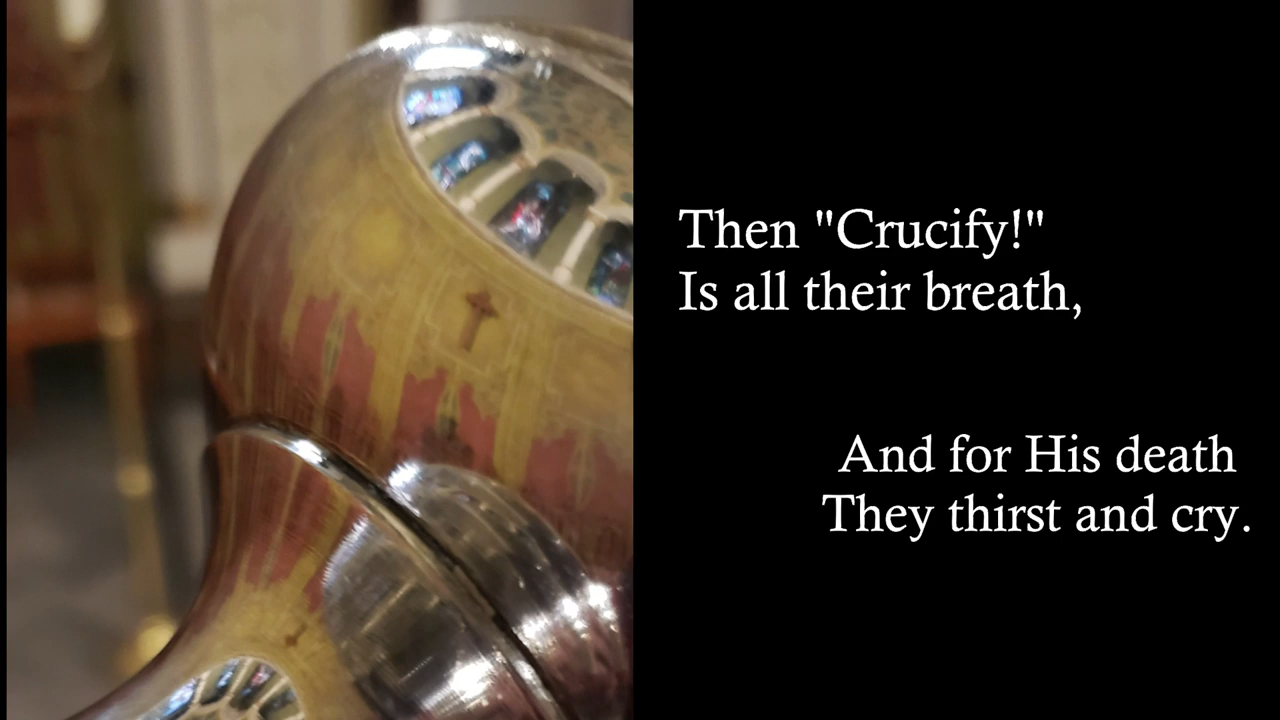 Then "Crucify!"
Is all their breath,
And for His death
They thirst and cry.